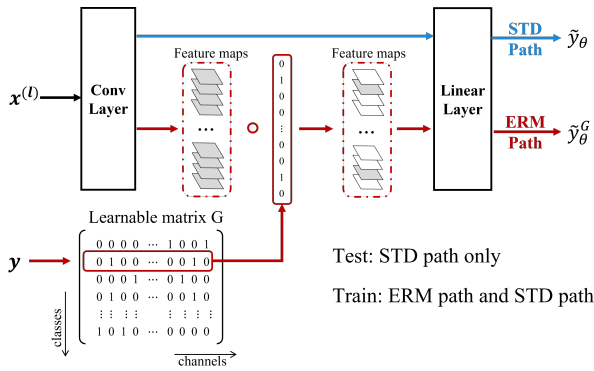 STD
Path
ỹ_θ
Feature maps
Feature maps
x^(l)
Conv
Layer
Linear
Layer
ERM
Path
ỹ_θ^G
...
...
0
1
0
0
⋮
0
0
1
0
Learnable matrix G
y
0 0 0 0 ⋯ 1 0 0 1
0 1 0 0 ⋯ 0 0 1 0
0 0 0 1 ⋯ 0 1 0 0
0 1 0 0 ⋯ 0 0 1 0
⋮ ⋮ ⋮ ⋮ ⋮ ⋮
1 0 1 0 ⋯ 0 0 0 0
classes
channels
Test: STD path only
Train: ERM path and STD path